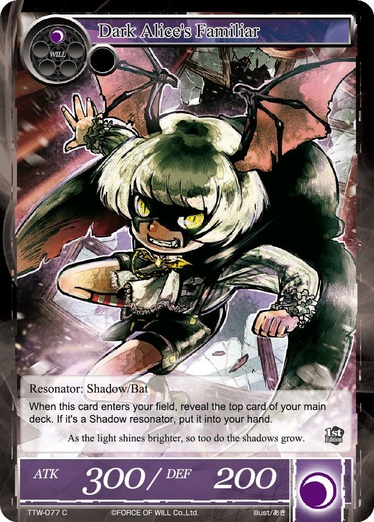 Dark Alice's Familiar
WILL
Resonator: Shadow/Bat
When this card enters your field, reveal the top card of your main
deck. If it's a Shadow resonator, put it into your hand.
As the light shines brighter, so too do the shadows grow.
1st
Edition
ATK 300/ DEF 200
TTW-077 C ©FORCE OF WILL Co.,Ltd. Illust/あき